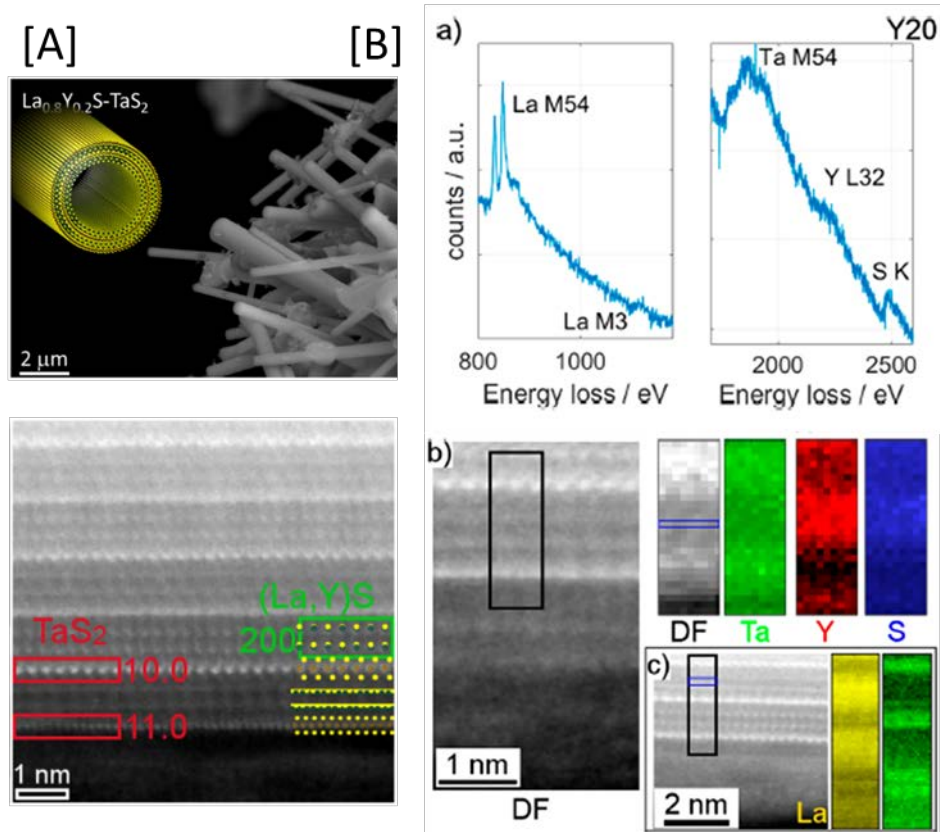 [A]
[B]
La0.8Y0.2S-TaS2
2 μm
(La,Y)S
200
TaS2
10.0
11.0
1 nm
a)
Y20
La M54
La M3
counts / a.u.
800
1000
Energy loss / eV
Ta M54
Y L32
S K
2000
2500
Energy loss / eV
b)
1 nm
DF
DF
Ta
Y
S
c)
2 nm
La